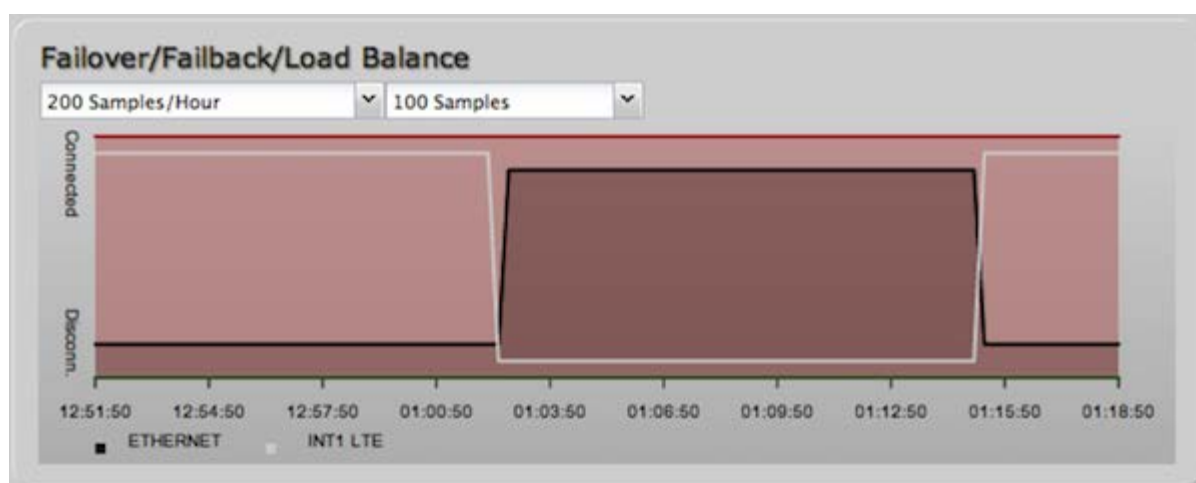 Failover/Failback/Load Balance
200 Samples/Hour 100 Samples
Connected
Disconn.
12:51:50 12:54:50 12:57:50 01:00:50 01:03:50 01:06:50 01:09:50 01:12:50 01:15:50 01:18:50
ETHERNET INT1 LTE